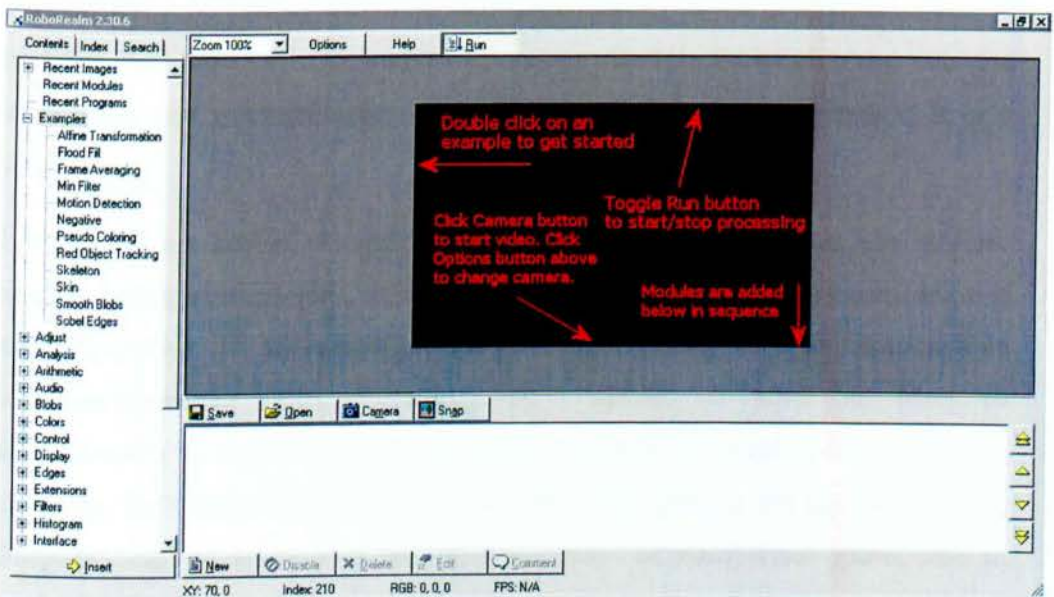 RoboRealm 2.30.6
Contents Index Search
Zoom 100% Options Help Run
Recent Images
Recent Modules
Recent Programs
Examples
Affine Transformation
Flood Fill
Frame Averaging
Min Filter
Motion Detection
Negative
Pseudo Coloring
Red Object Tracking
Skeleton
Skin
Smooth Blobs
Sobel Edges
Adjust
Analysis
Arithmetic
Audio
Blobs
Colors
Control
Display
Edges
Extensions
Filters
Histogram
Interface
Insert
Double click on an
example to get started
Toggle Run button
to start/stop processing
Click Camera button
to start video. Click
Options button above
to change camera.
Modules are added
below in sequence
Save Open Camera Snap
New Disable Delete Edit Comment
XY: 70, 0 Index: 210 RGB: 0, 0, 0 FPS: N/A